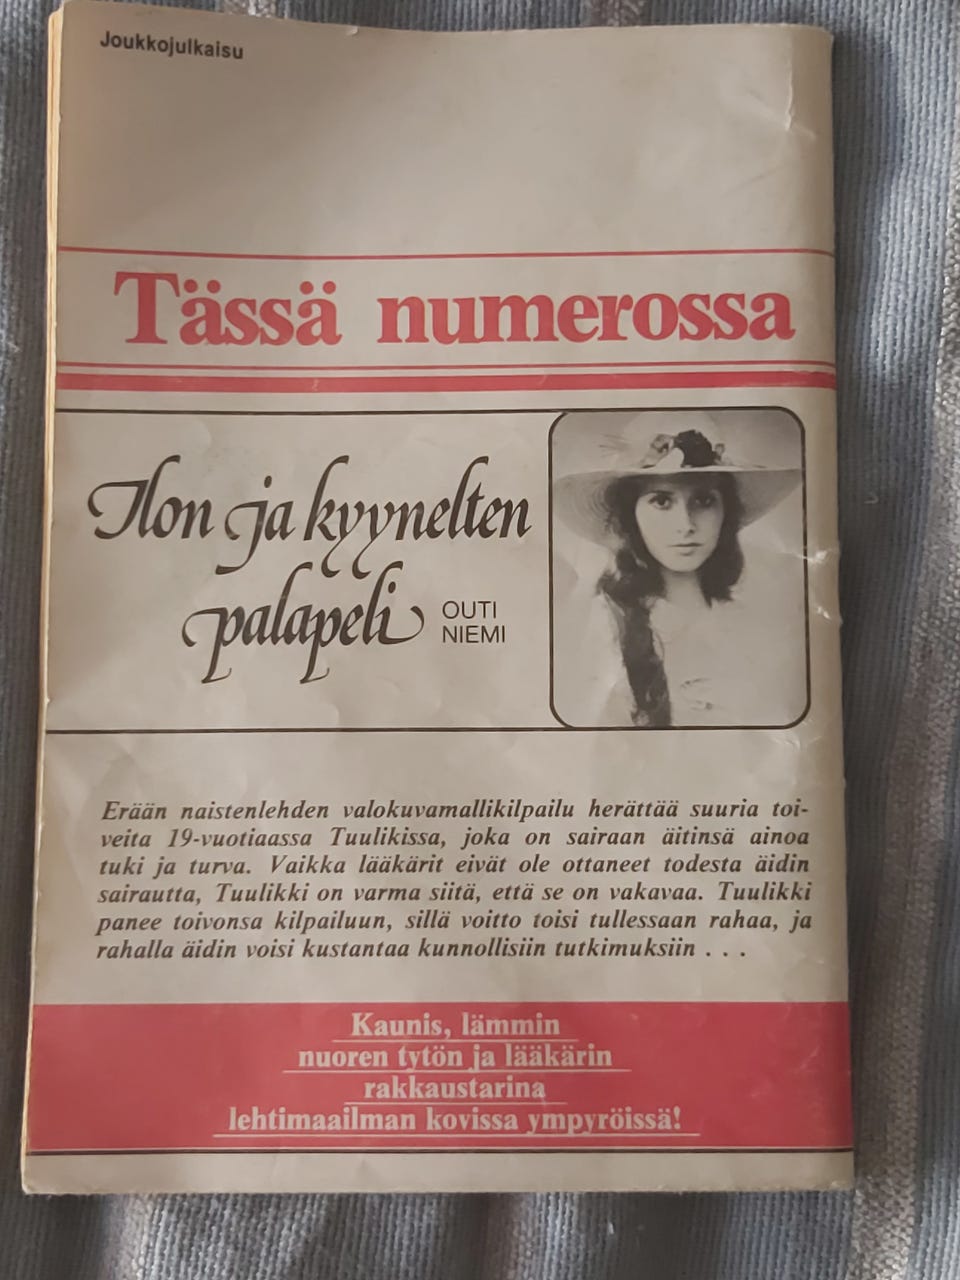 Joukkojulkaisu
Tässä numerossa
Ilon ja kyynelten
palapeli
OUTI
NIEMI
Erään naistenlehden valokuvamallikilpailu herättää suuria toi-
veita 19-vuotiaassa Tuulikissa, joka on sairaan äitinsä ainoa
tuki ja turva. Vaikka lääkärit eivät ole ottaneet todesta äidin
sairautta, Tuulikki on varma siitä, että se on vakavaa. Tuulikki
panee toivonsa kilpailuun, sillä voitto toisi tullessaan rahaa, ja
rahalla äidin voisi kustantaa kunnollisiin tutkimuksiin . . .
Kaunis, lämmin
nuoren tytön ja lääkärin
rakkaustarina
lehtimaailman kovissa ympyröissä!